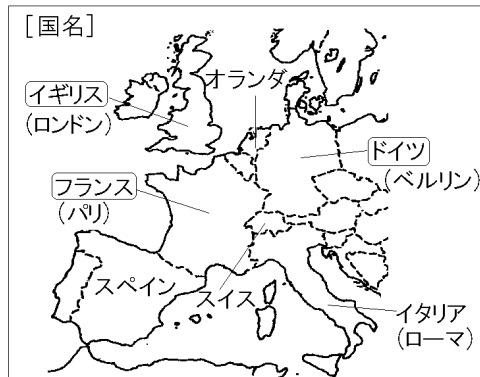 [国名]
オランダ
イギリス
(ロンドン)
ドイツ
(ベルリン)
フランス
(パリ)
スペイン
スイス
イタリア
(ローマ)